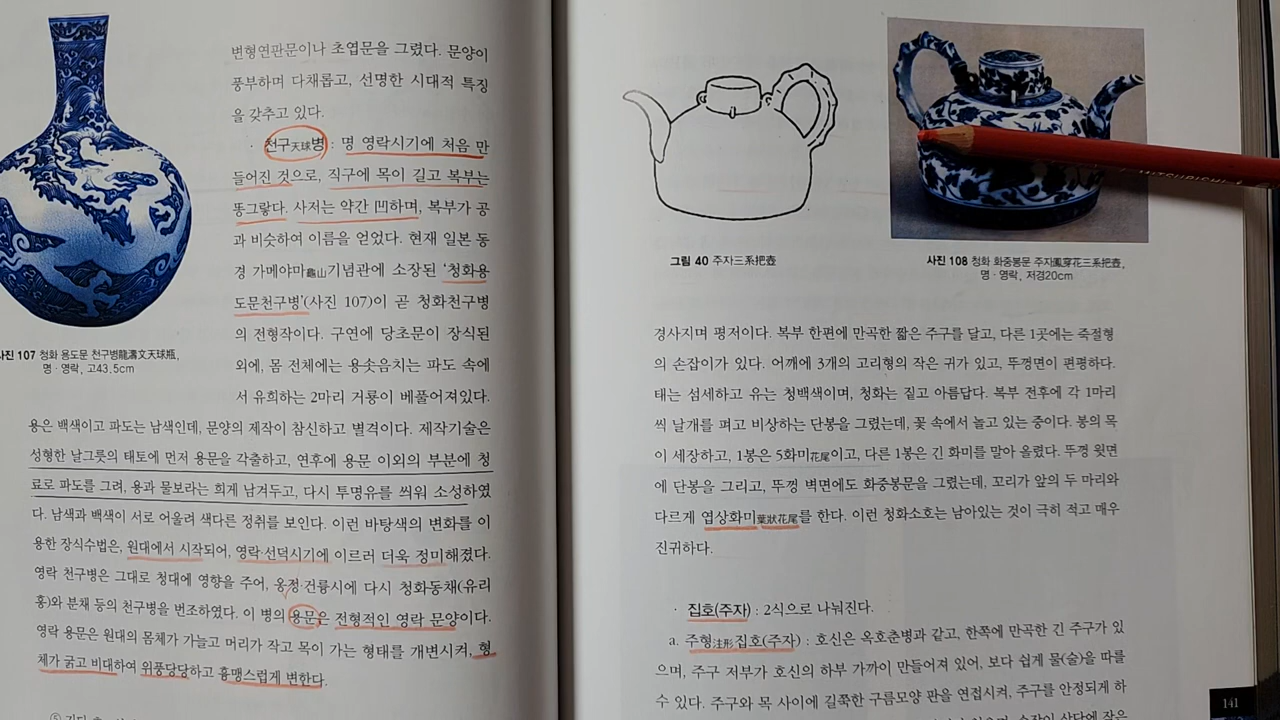 변형연판문이나 초엽문을 그렸다. 문양이
풍부하며 다채롭고, 선명한 시대적 특징
을 갖추고 있다.
· 천구天球병 : 명 영락시기에 처음 만
들어진 것으로, 직구에 목이 길고 복부는
똥그랗다. 사저는 약간 凹하며, 복부가 공
과 비슷하여 이름을 얻었다. 현재 일본 동
경 가메야마龜山기념관에 소장된 '청화용
도문천구병'(사진 107)이 곧 청화천구병
의 전형작이다. 구연에 당초문이 장식된
외에, 몸 전체에는 용솟음치는 파도 속에
서 유희하는 2마리 거룡이 베풀어져있다.
사진 107 청화 용도문 천구병龍濤文天球瓶,
명 · 영락, 고43.5cm
용은 백색이고 파도는 남색인데, 문양의 제작이 참신하고 별격이다. 제작기술은
성형한 날그릇의 태토에 먼저 용문을 각출하고, 연후에 용문 이외의 부분에 청
료로 파도를 그려, 용과 물보라는 희게 남겨두고, 다시 투명유를 씌워 소성하였
다. 남색과 백색이 서로 어울려 색다른 정취를 보인다. 이런 바탕색의 변화를 이
용한 장식수법은, 원대에서 시작되어, 영락·선덕시기에 이르러 더욱 정미해졌다.
영락 천구병은 그대로 청대에 영향을 주어, 옹정·건륭시에 다시 청화동채(유리
홍)와 분채 등의 천구병을 번조하였다. 이 병의 용문은 전형적인 영락 문양이다.
영락 용문은 원대의 몸체가 가늘고 머리가 작고 목이 가는 형태를 개변시켜, 형
체가 굵고 비대하여 위풍당당하고 흉맹스럽게 변한다.
그림 40 주자三系把壺
사진 108 청화 화중봉문 주자鳳穿花三系把壺,
명 · 영락, 저경20cm
MITSUBISHI
경사지며 평저이다. 복부 한편에 만곡한 짧은 주구를 달고, 다른 1곳에는 죽절형
의 손잡이가 있다. 어깨에 3개의 고리형의 작은 귀가 있고, 뚜껑면이 편평하다.
태는 섬세하고 유는 청백색이며, 청화는 짙고 아름답다. 복부 전후에 각 1마리
씩 날개를 펴고 비상하는 단봉을 그렸는데, 꽃 속에서 놀고 있는 중이다. 봉의 목
이 세장하고, 1봉은 5화미花尾이고, 다른 1봉은 긴 화미를 말아 올렸다. 뚜껑 윗면
에 단봉을 그리고, 뚜껑 벽면에도 화중봉문을 그렸는데, 꼬리가 앞의 두 마리와
다르게 엽상화미葉狀花尾를 한다. 이런 청화소호는 남아있는 것이 극히 적고 매우
진귀하다.
· 집호(주자) : 2식으로 나눠진다.
a. 주형注形 집호(주자) : 호신은 옥호춘병과 같고, 한쪽에 만곡한 긴 주구가 있
으며, 주구 저부가 호신의 하부 가까이 만들어져 있어, 보다 쉽게 물(술)을 따를
수 있다. 주구와 목 사이에 길쭉한 구름모양 판을 연접시켜, 주구를 안정되게 하
141